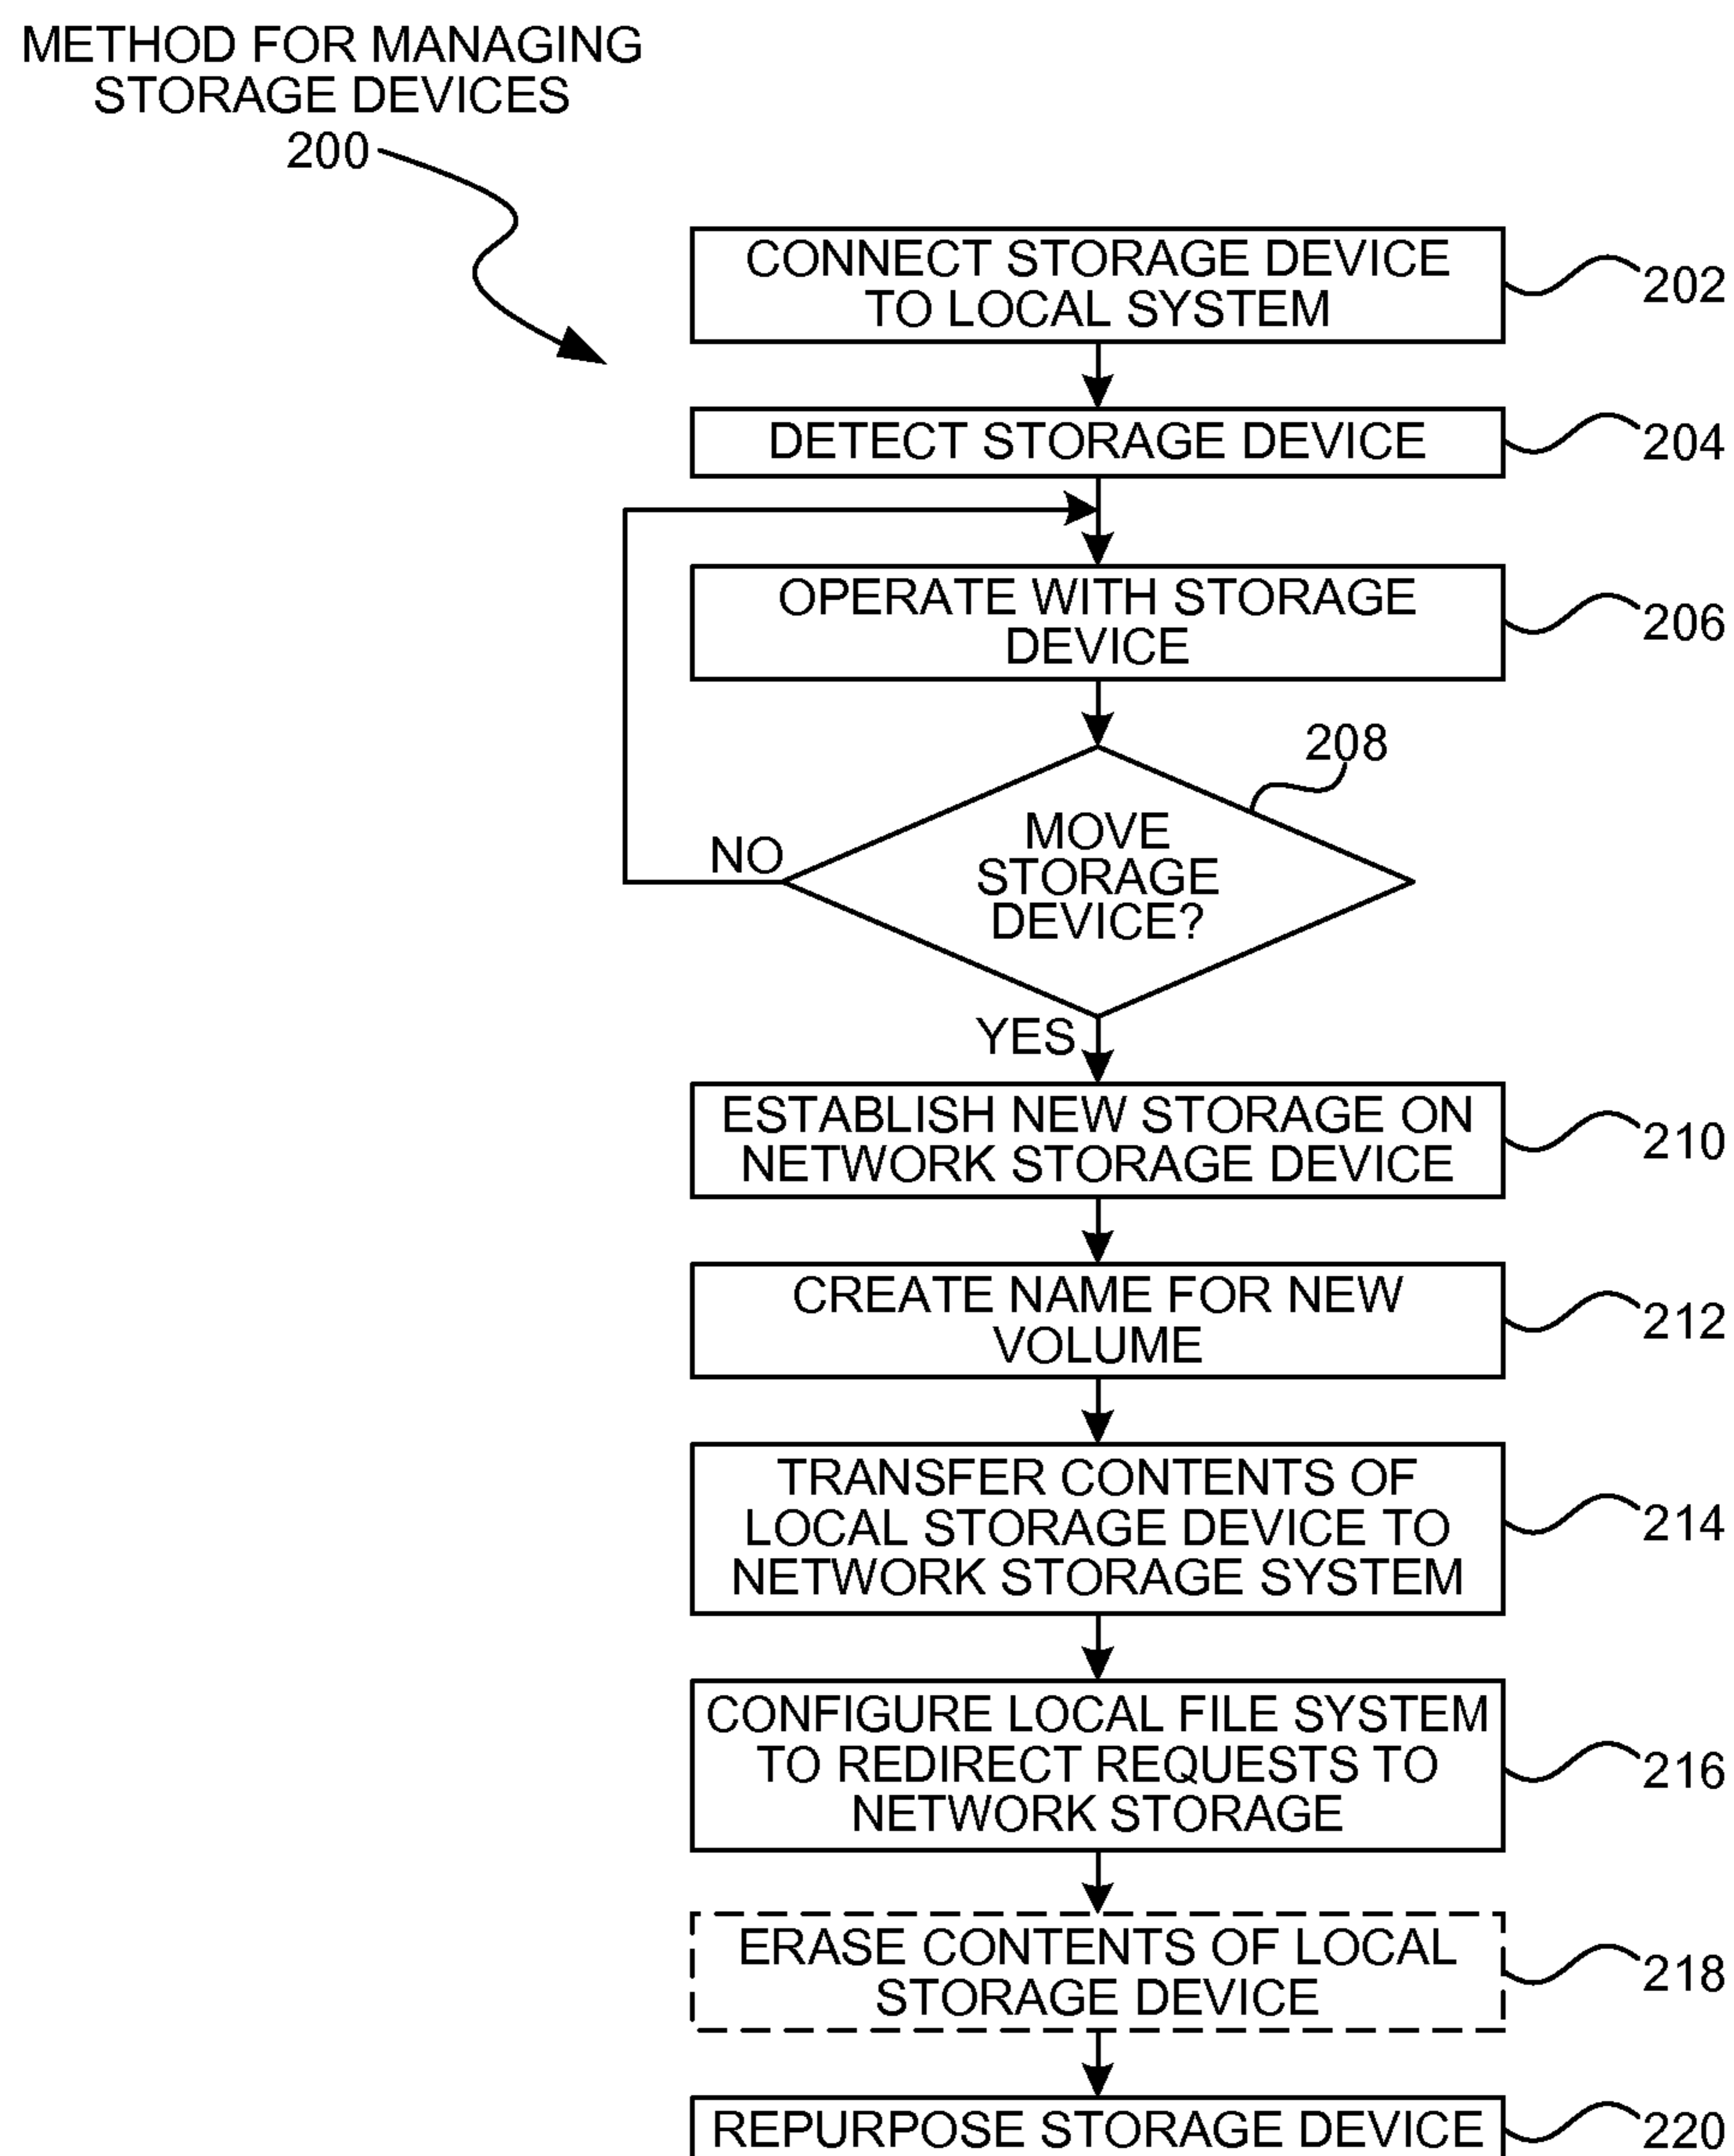 METHOD FOR MANAGING
STORAGE DEVICES
200
CONNECT STORAGE DEVICE
TO LOCAL SYSTEM
202
DETECT STORAGE DEVICE
204
OPERATE WITH STORAGE
DEVICE
206
208
MOVE
STORAGE
DEVICE?
NO
YES
ESTABLISH NEW STORAGE ON
NETWORK STORAGE DEVICE
210
CREATE NAME FOR NEW
VOLUME
212
TRANSFER CONTENTS OF
LOCAL STORAGE DEVICE TO
NETWORK STORAGE SYSTEM
214
CONFIGURE LOCAL FILE SYSTEM
TO REDIRECT REQUESTS TO
NETWORK STORAGE
216
ERASE CONTENTS OF LOCAL
STORAGE DEVICE
218
REPURPOSE STORAGE DEVICE
220